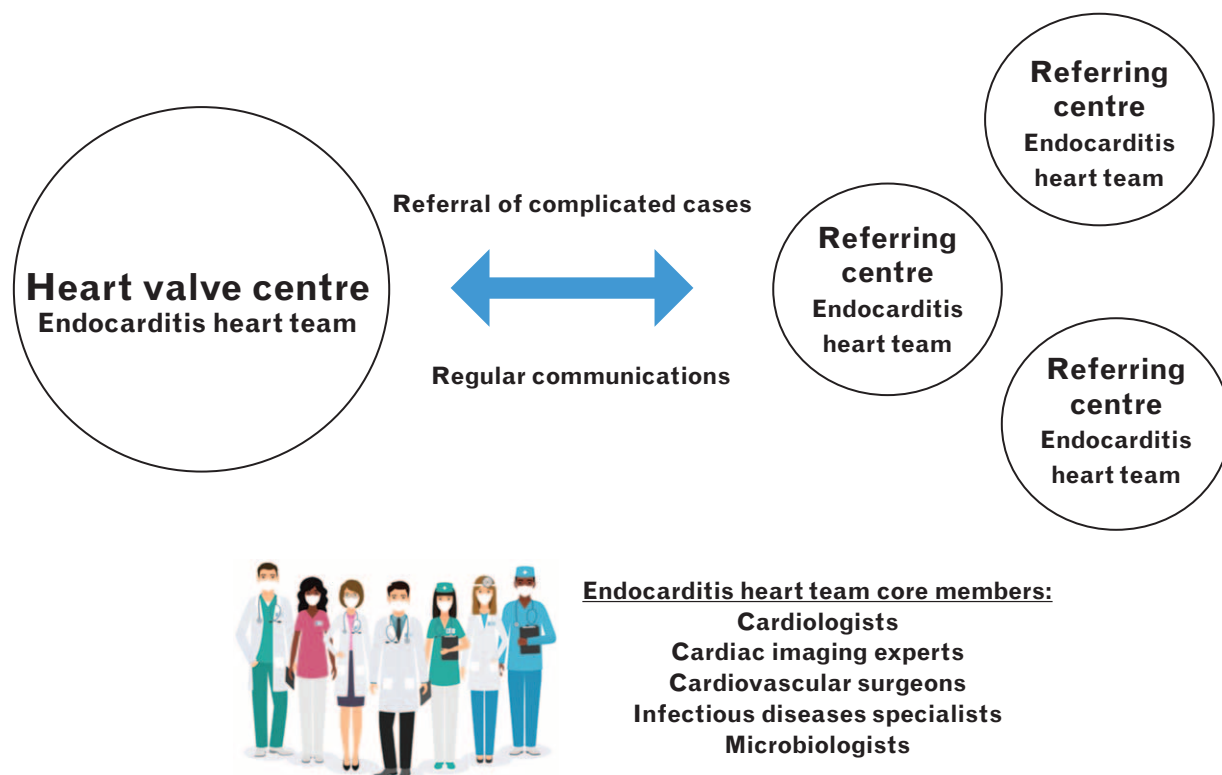 Heart valve centre
Endocarditis heart team
Referral of complicated cases
Regular communications
Referring
centre
Endocarditis
heart team
Referring
centre
Endocarditis
heart team
Referring
centre
Endocarditis
heart team
Endocarditis heart team core members:
Cardiologists
Cardiac imaging experts
Cardiovascular surgeons
Infectious diseases specialists
Microbiologists